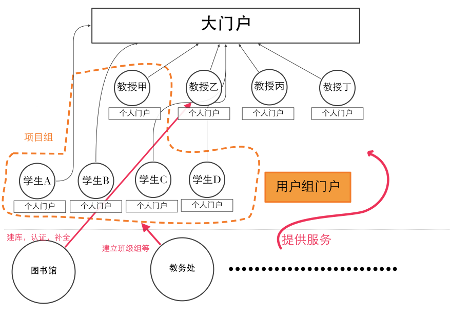 大门户
教授甲
教授乙
教授丙
教授丁
个人门户
个人门户
个人门户
个人门户
项目组
学生A
学生B
学生C
学生D
个人门户
个人门户
个人门户
个人门户
用户组门户
建库、认证、补全
建立班级组等
提供服务
图书馆
教务处